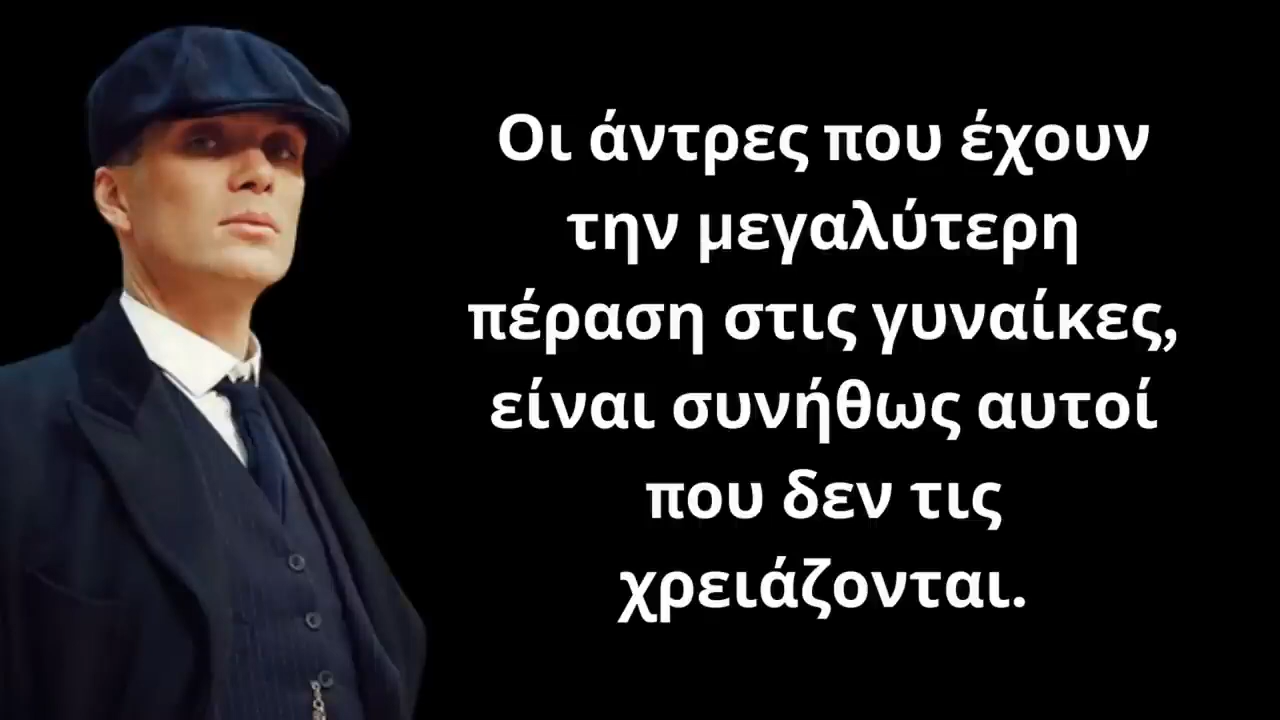 Οι άντρες που έχουν
την μεγαλύτερη
πέραση στις γυναίκες,
είναι συνήθως αυτοί
που δεν τις
χρειάζονται.